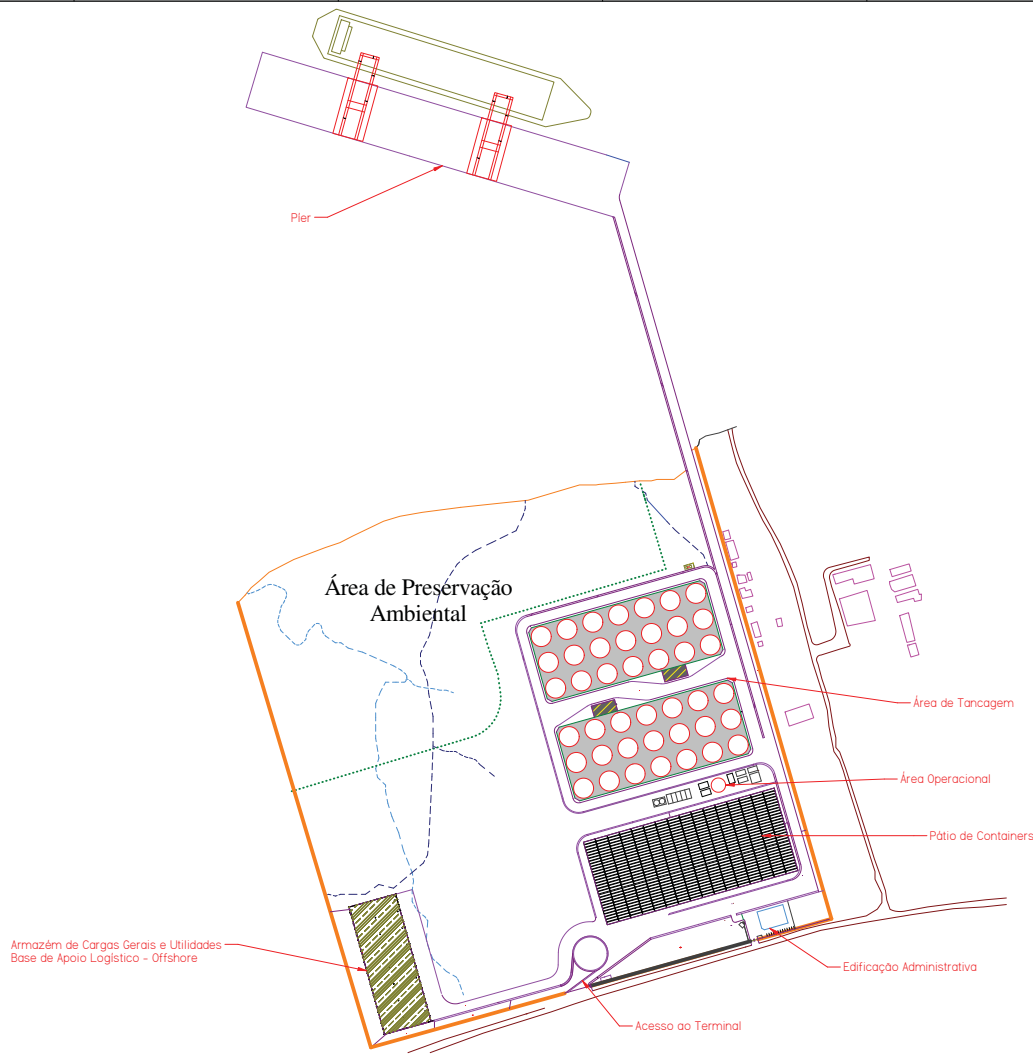 Píer
Área de Preservação
Ambiental
Área de Tancagem
Área Operacional
Pátio de Containers
Armazém de Cargas Gerais e Utilidades
Base de Apoio Logístico - Offshore
Edificação Administrativa
Acesso ao Terminal